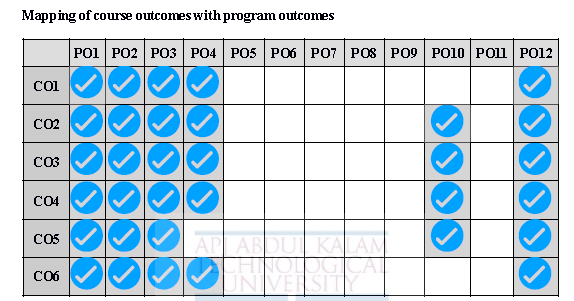 Mapping of course outcomes with program outcomes
PO1 PO2 PO3 PO4 PO5 PO6 PO7 PO8 PO9 PO10 PO11 PO12
CO1
CO2
CO3
CO4
CO5
API ABDUL KALAM
TECHNOLOGICAL
CO6
UNIVERSITY